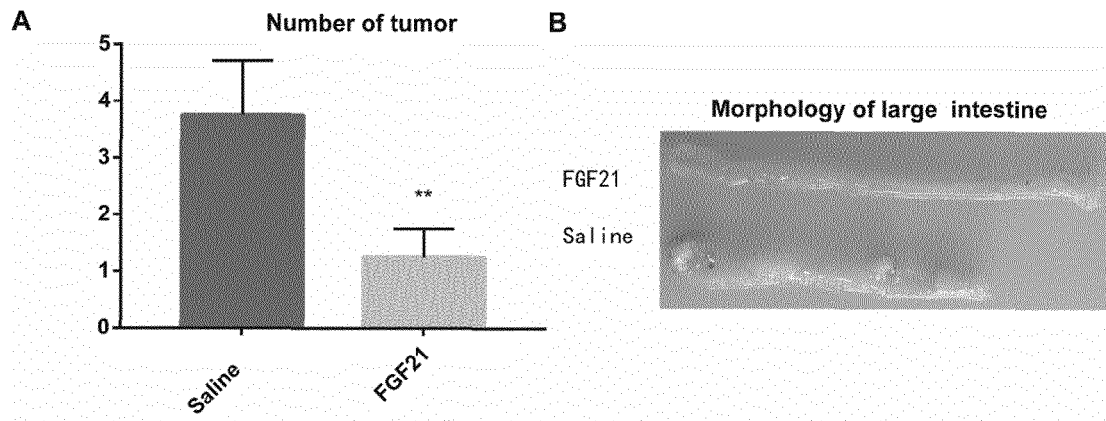 A
Number of tumor
5
4
3
2
1
0
**
Saline
FGF21
B
Morphology of large intestine
FGF21
Saline